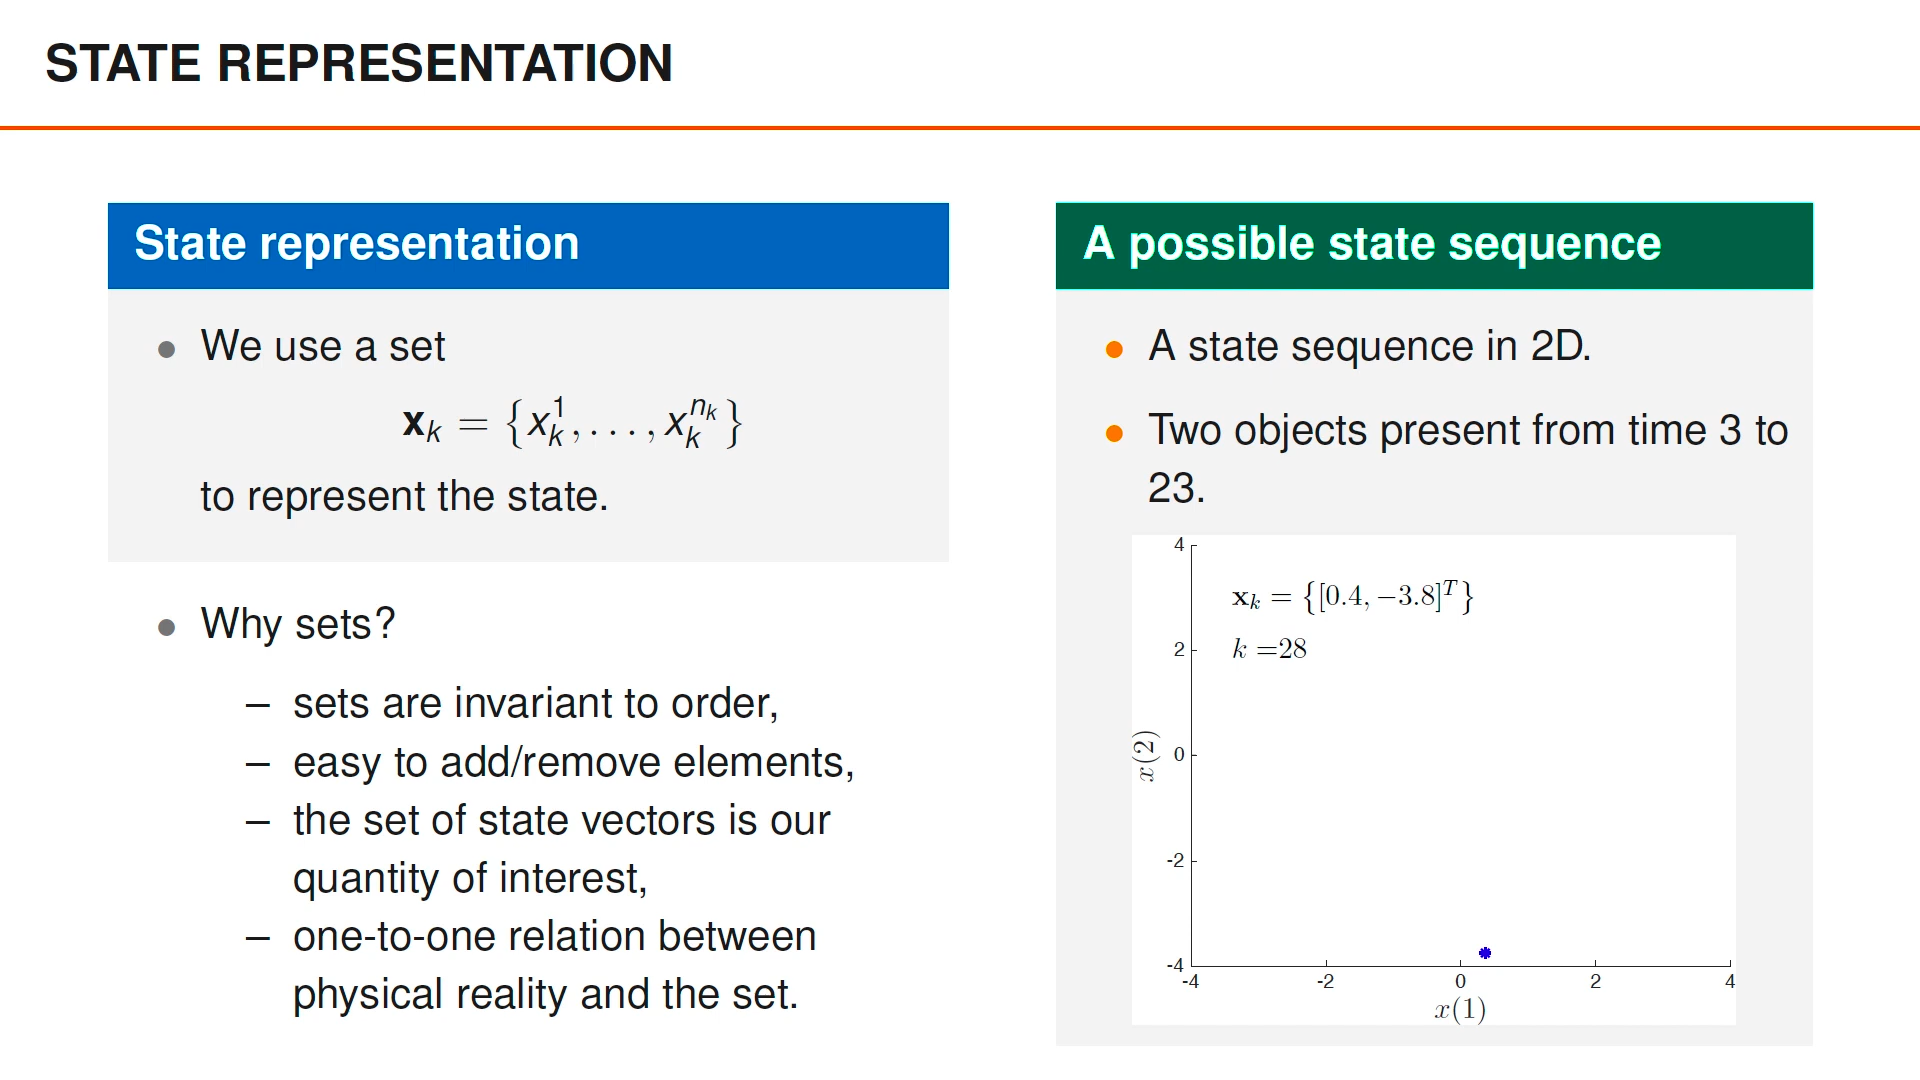 STATE REPRESENTATION
State representation
• We use a set
𝐱ₖ = {xₖ¹, . . . , xₖⁿᵏ}
to represent the state.
• Why sets?
– sets are invariant to order,
– easy to add/remove elements,
– the set of state vectors is our
quantity of interest,
– one-to-one relation between
physical reality and the set.
A possible state sequence
• A state sequence in 2D.
• Two objects present from time 3 to
23.
𝐱ₖ = {[0.4, −3.8]ᵀ}
k =28
4
2
0
-2
-4
x(2)
-4 -2 0 2 4
x(1)